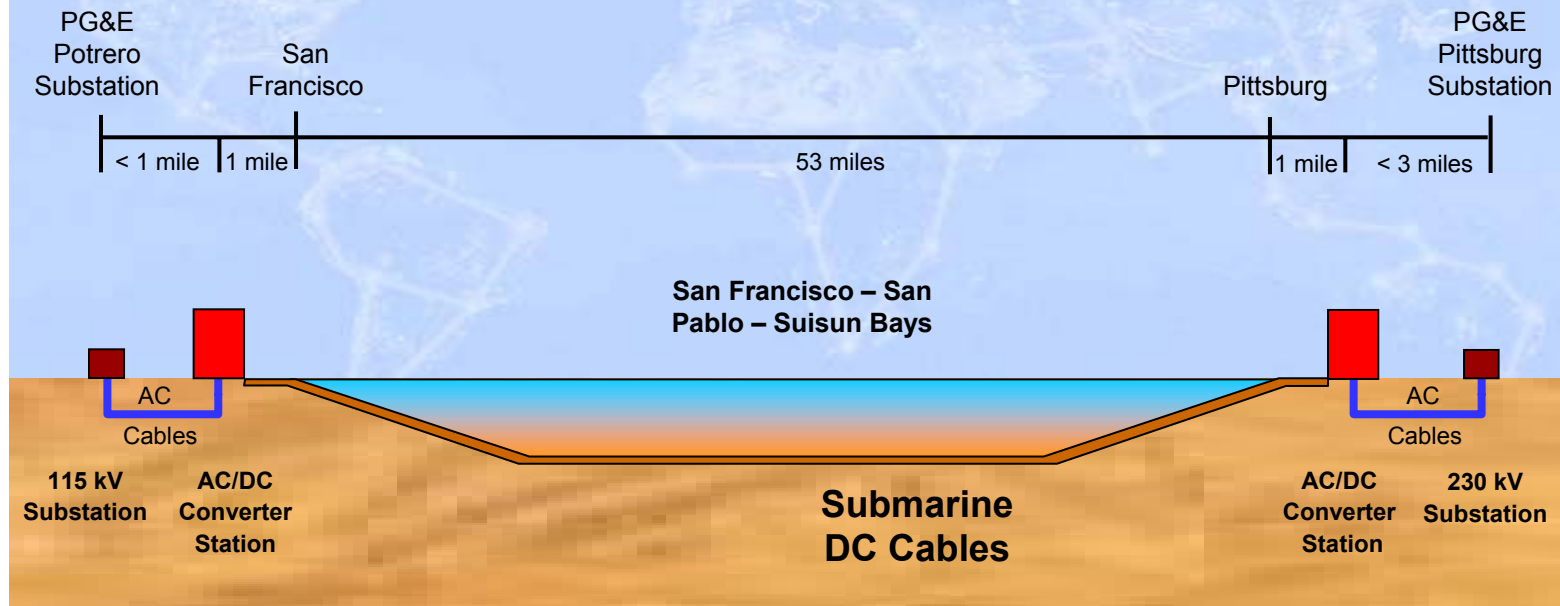 PG&E
Potrero
Substation
San
Francisco
Pittsburg
PG&E
Pittsburg
Substation
< 1 mile
1 mile
53 miles
1 mile
< 3 miles
San Francisco – San
Pablo – Suisun Bays
AC
Cables
AC
Cables
115 kV
Substation
AC/DC
Converter
Station
Submarine
DC Cables
AC/DC
Converter
Station
230 kV
Substation